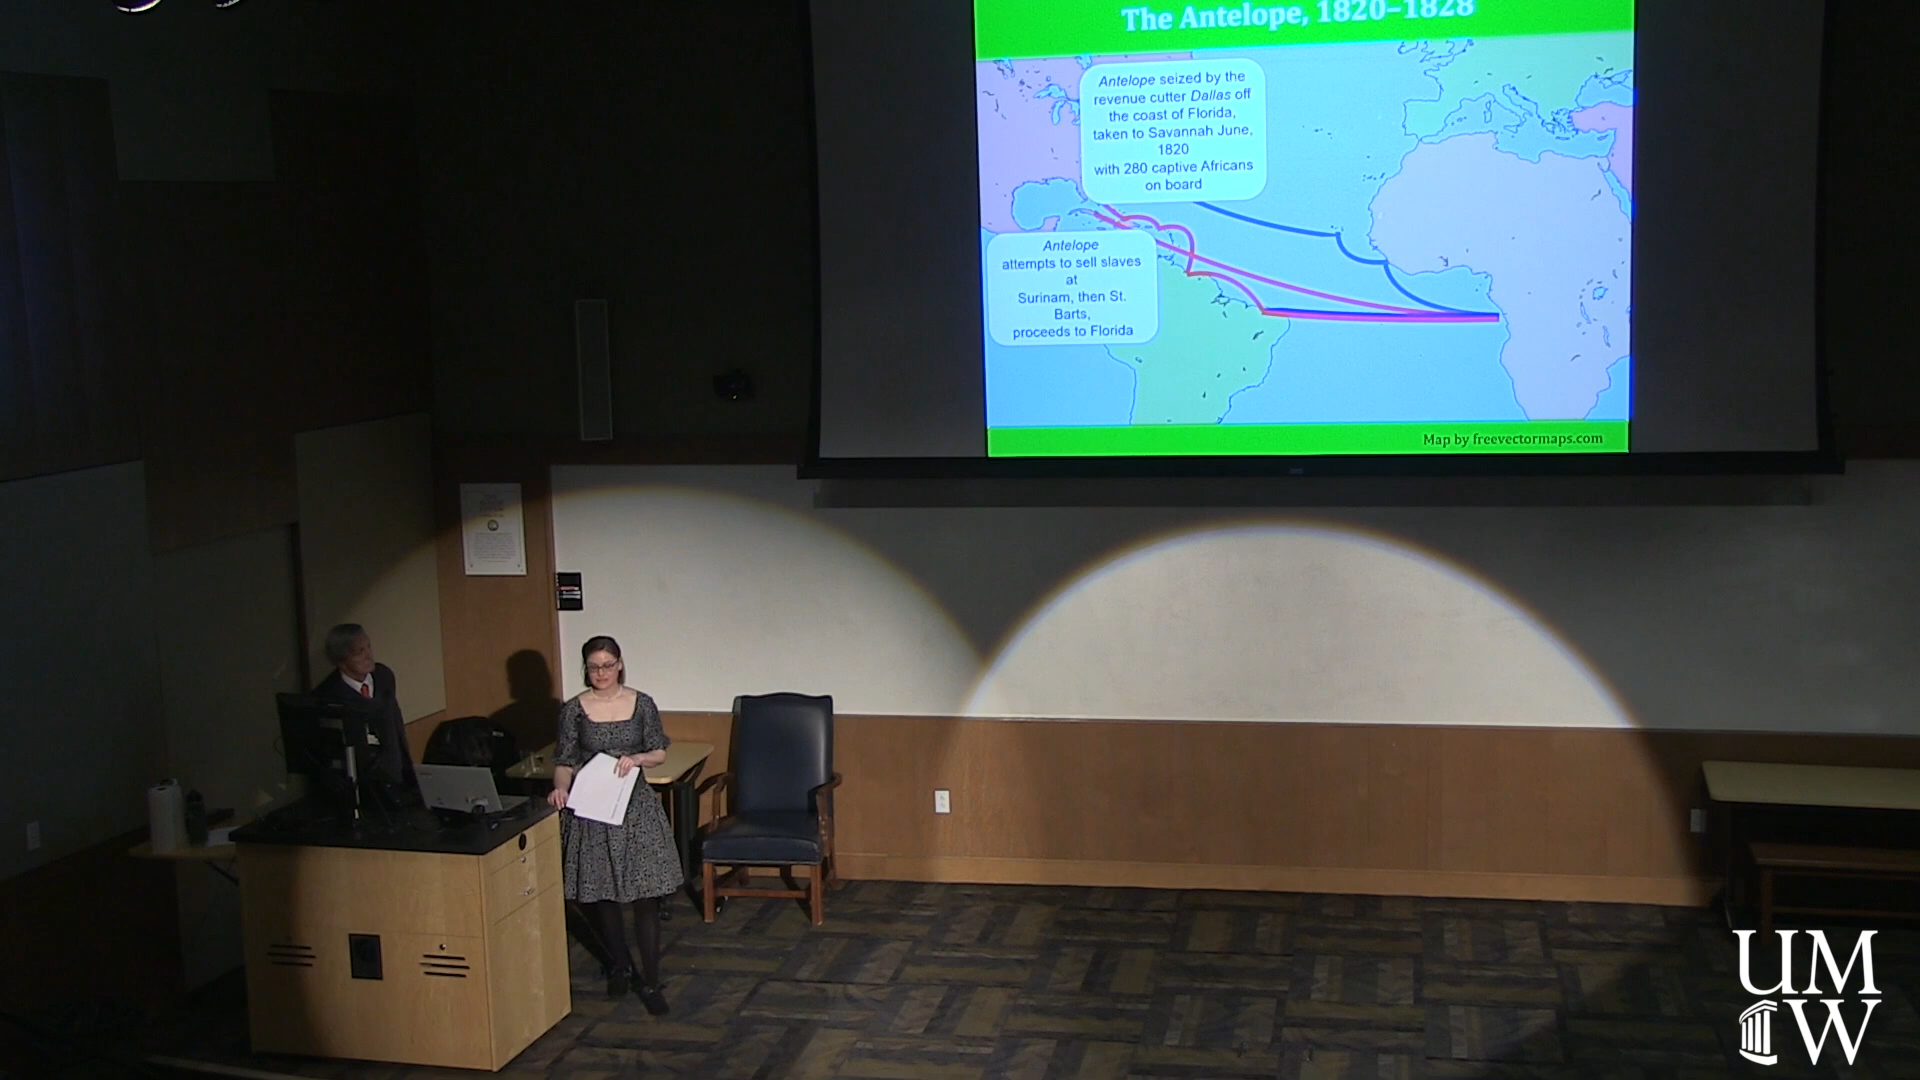 The Antelope, 1820–1828
Antelope seized by the
revenue cutter Dallas off
the coast of Florida,
taken to Savannah June,
1820
with 280 captive Africans
on board
Antelope
attempts to sell slaves
at
Surinam, then St.
Barts,
proceeds to Florida
Map by freevectormaps.com
UM
W